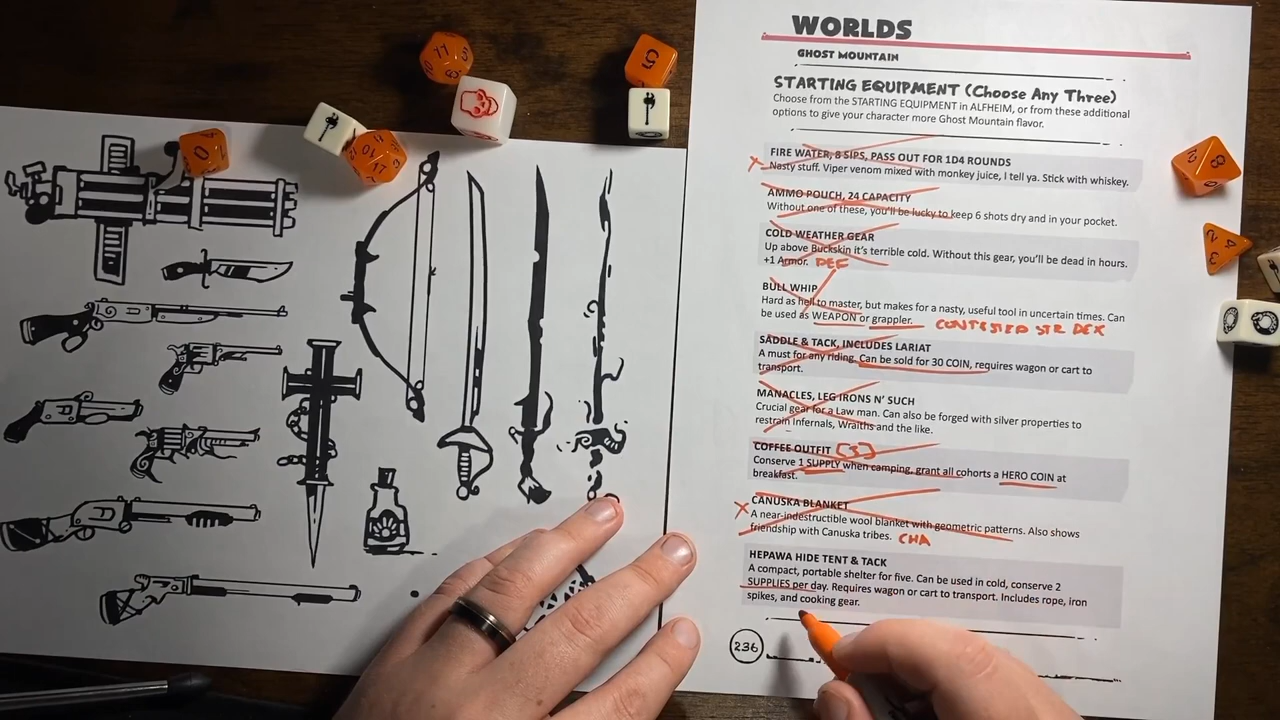 WORLDS
GHOST MOUNTAIN
STARTING EQUIPMENT (Choose Any Three)
Choose from the STARTING EQUIPMENT in ALFHEIM, or from these additional
options to give your character more Ghost Mountain flavor.
FIRE WATER, 8 SIPS, PASS OUT FOR 1D4 ROUNDS
X Nasty stuff. Viper venom mixed with monkey juice, I tell ya. Stick with whiskey.
AMMO POUCH, 24 CAPACITY
Without one of these, you'll be lucky to keep 6 shots dry and in your pocket.
COLD WEATHER GEAR
Up above Buckskin it's terrible cold. Without this gear, you'll be dead in hours.
+1 Armor. DEF
BULL WHIP
Hard as hell to master, but makes for a nasty, useful tool in uncertain times. Can
be used as WEAPON or grappler. CONTESTED STR DEX
SADDLE & TACK, INCLUDES LARIAT
A must for any riding. Can be sold for 30 COIN, requires wagon or cart to
transport.
MANACLES, LEG IRONS N' SUCH
Crucial gear for a Law man. Can also be forged with silver properties to
restrain Infernals, Wraiths and the like.
COFFEE OUTFIT [3]
Conserve 1 SUPPLY when camping, grant all cohorts a HERO COIN at
breakfast.
CANUSKA BLANKET
X A near-indestructible wool blanket with geometric patterns. Also shows
friendship with Canuska tribes. CHA
HEPAWA HIDE TENT & TACK
A compact, portable shelter for five. Can be used in cold, conserve 2
SUPPLIES per day. Requires wagon or cart to transport. Includes rope, iron
spikes, and cooking gear.
236